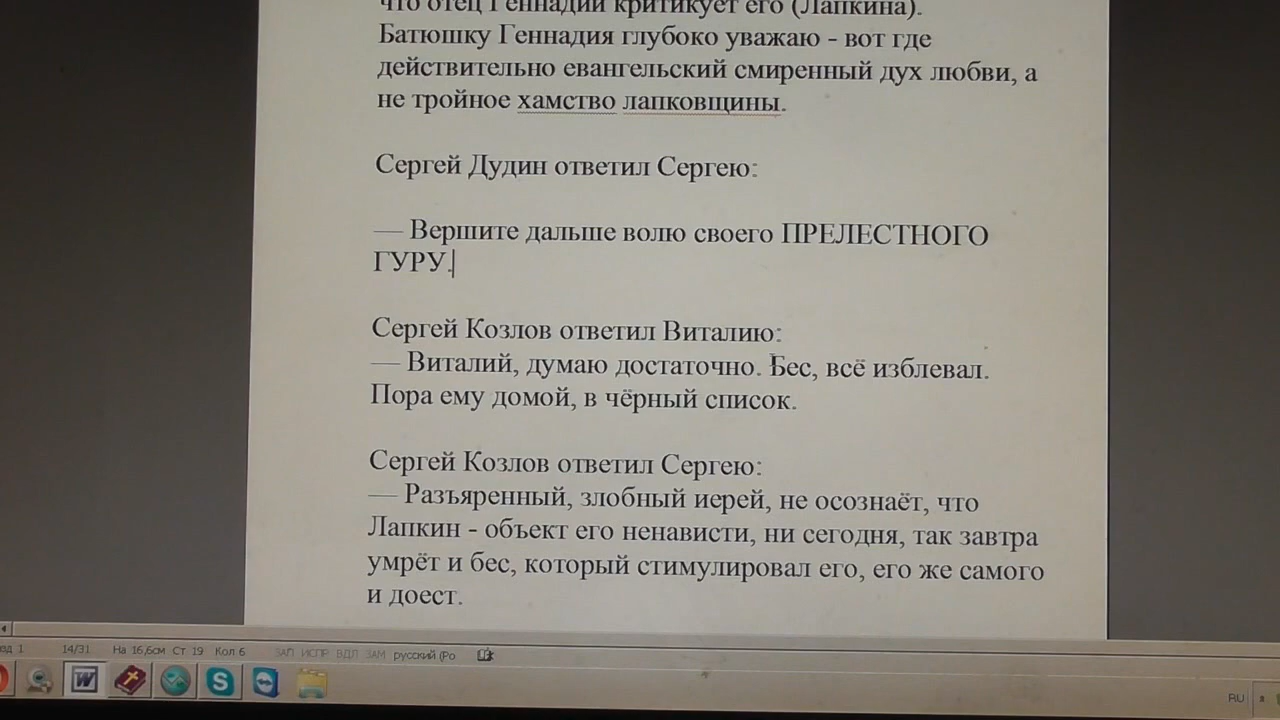 что отец Геннадий критикует его (Лапкина).
Батюшку Геннадия глубоко уважаю - вот где
действительно евангельский смиренный дух любви, а
не тройное хамство лапковщины.
Сергей Дудин ответил Сергею:
— Вершите дальше волю своего ПРЕЛЕСТНОГО
ГУРУ.
Сергей Козлов ответил Виталию:
— Виталий, думаю достаточно. Бес, всё изблевал.
Пора ему домой, в чёрный список.
Сергей Козлов ответил Сергею:
— Разъяренный, злобный иерей, не осознаёт, что
Лапкин - объект его ненависти, ни сегодня, так завтра
умрёт и бес, который стимулировал его, его же самого
и доест.
зд 1 14/31 На 16,6см Ст 19 Кол 6 ЗАП ИСПР ВДЛ ЗАМ русский (Ро
W S RU